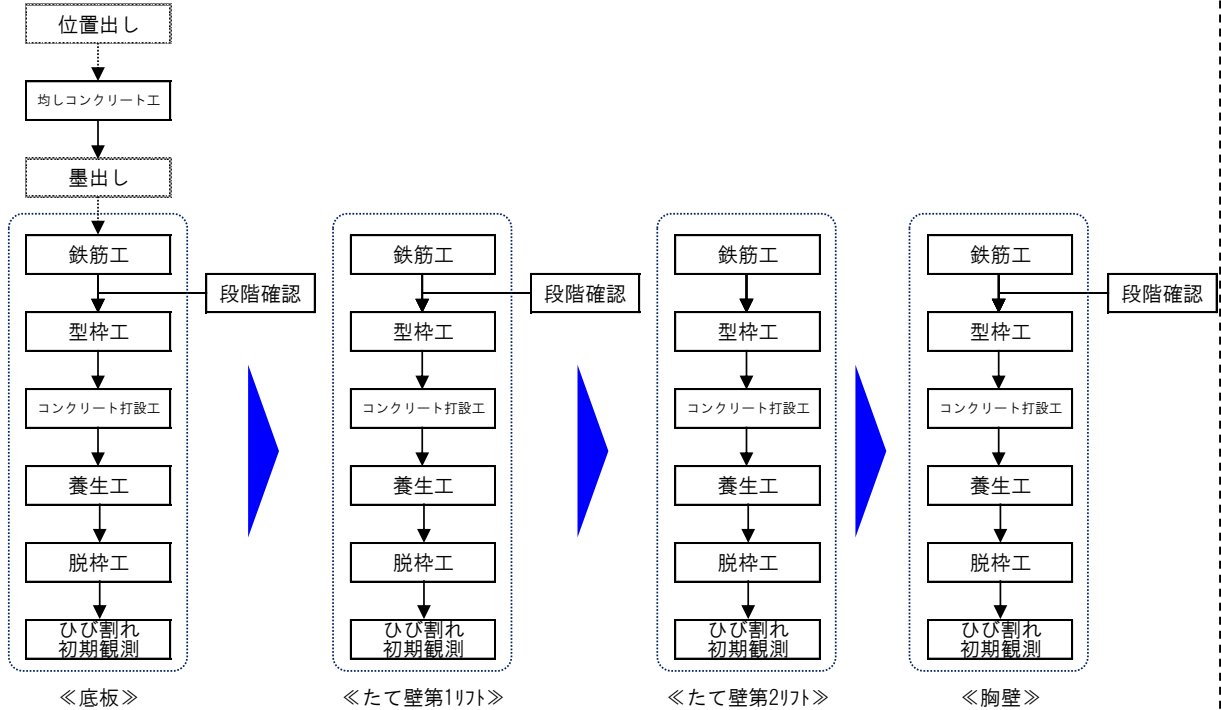 位置出し
均しコンクリート工
墨出し
鉄筋工
段階確認
型枠工
コンクリート打設工
養生工
脱枠工
ひび割れ
初期観測
≪底板≫
鉄筋工
段階確認
型枠工
コンクリート打設工
養生工
脱枠工
ひび割れ
初期観測
≪たて壁第1ﾘﾌﾄ≫
鉄筋工
型枠工
コンクリート打設工
養生工
脱枠工
ひび割れ
初期観測
≪たて壁第2ﾘﾌﾄ≫
鉄筋工
段階確認
型枠工
コンクリート打設工
養生工
脱枠工
ひび割れ
初期観測
≪胸壁≫